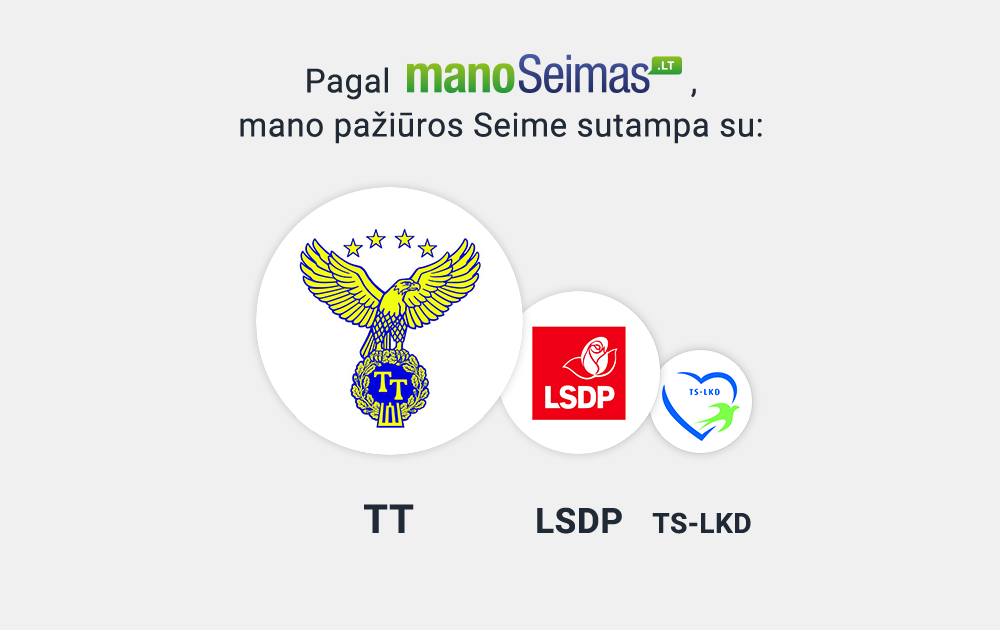 Pagal manoSeimas.LT ,
mano pažiūros Seime sutampa su:
TT
LSDP
TS-LKD
TT
LSDP
TS-LKD